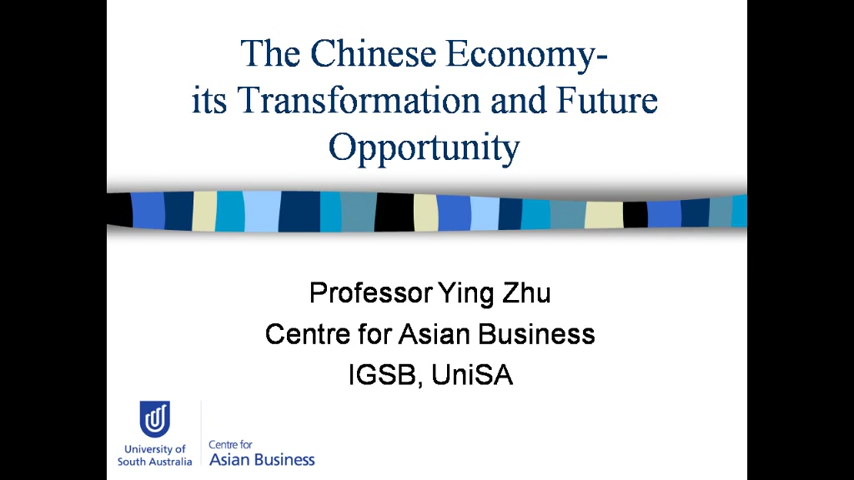 The Chinese Economy-
its Transformation and Future
Opportunity
Professor Ying Zhu
Centre for Asian Business
IGSB, UniSA
University of
South Australia
Centre for
Asian Business